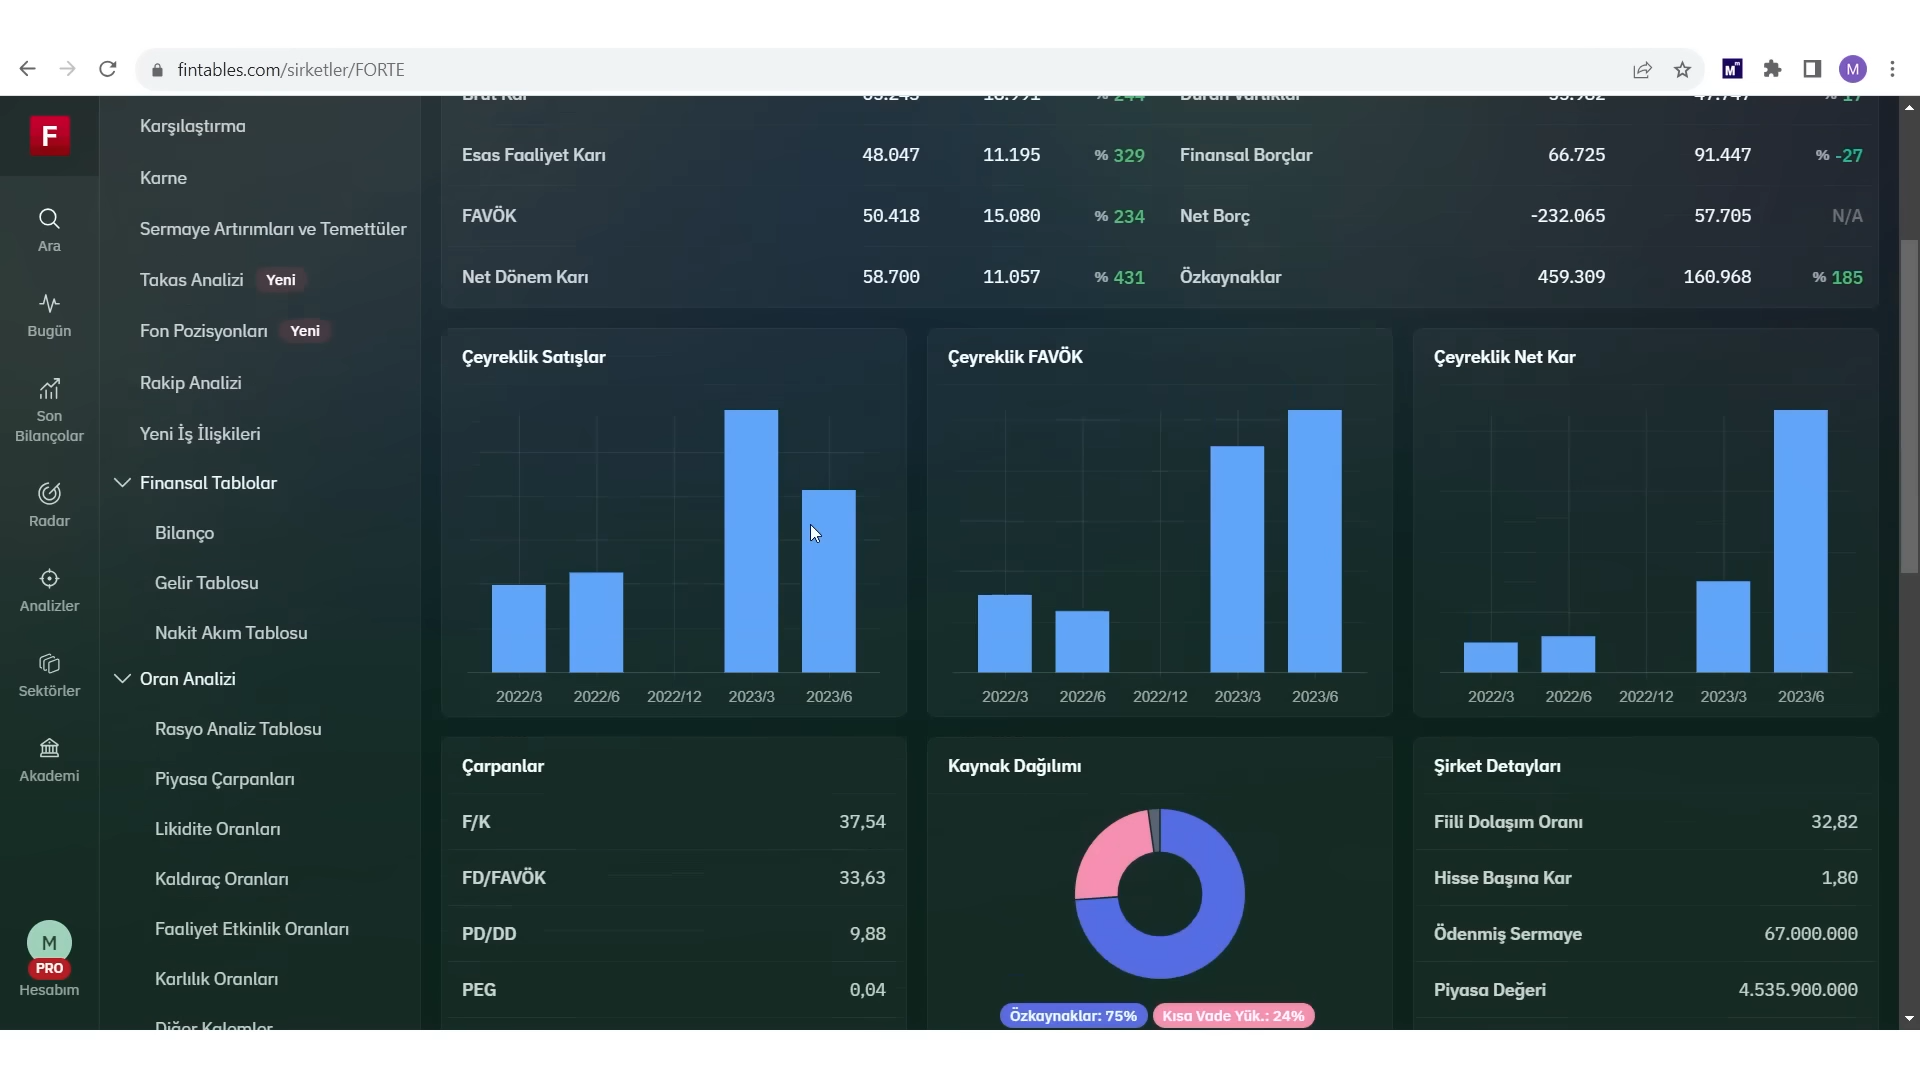 fintables.com/sirketler/FORTE
M
M
F
Ara
Bugün
Son
Bilançolar
Radar
Analizler
Sektörler
Akademi
M
PRO
Hesabım
Karşılaştırma
Karne
Sermaye Artırımları ve Temettüler
Takas Analizi Yeni
Fon Pozisyonları Yeni
Rakip Analizi
Yeni İş İlişkileri
Finansal Tablolar
Bilanço
Gelir Tablosu
Nakit Akım Tablosu
Oran Analizi
Rasyo Analiz Tablosu
Piyasa Çarpanları
Likidite Oranları
Kaldıraç Oranları
Faaliyet Etkinlik Oranları
Karlılık Oranları
Diğer Kalemler
Esas Faaliyet Karı 48.047 11.195 % 329 Finansal Borçlar 66.725 91.447 % -27
FAVÖK 50.418 15.080 % 234 Net Borç -232.065 57.705 N/A
Net Dönem Karı 58.700 11.057 % 431 Özkaynaklar 459.309 160.968 % 185
Çeyreklik Satışlar
2022/3 2022/6 2022/12 2023/3 2023/6
Çeyreklik FAVÖK
2022/3 2022/6 2022/12 2023/3 2023/6
Çeyreklik Net Kar
2022/3 2022/6 2022/12 2023/3 2023/6
Çarpanlar
F/K 37,54
FD/FAVÖK 33,63
PD/DD 9,88
PEG 0,04
Kaynak Dağılımı
Özkaynaklar: 75% Kısa Vade Yük.: 24%
Şirket Detayları
Fiili Dolaşım Oranı 32,82
Hisse Başına Kar 1,80
Ödenmiş Sermaye 67.000.000
Piyasa Değeri 4.535.900.000